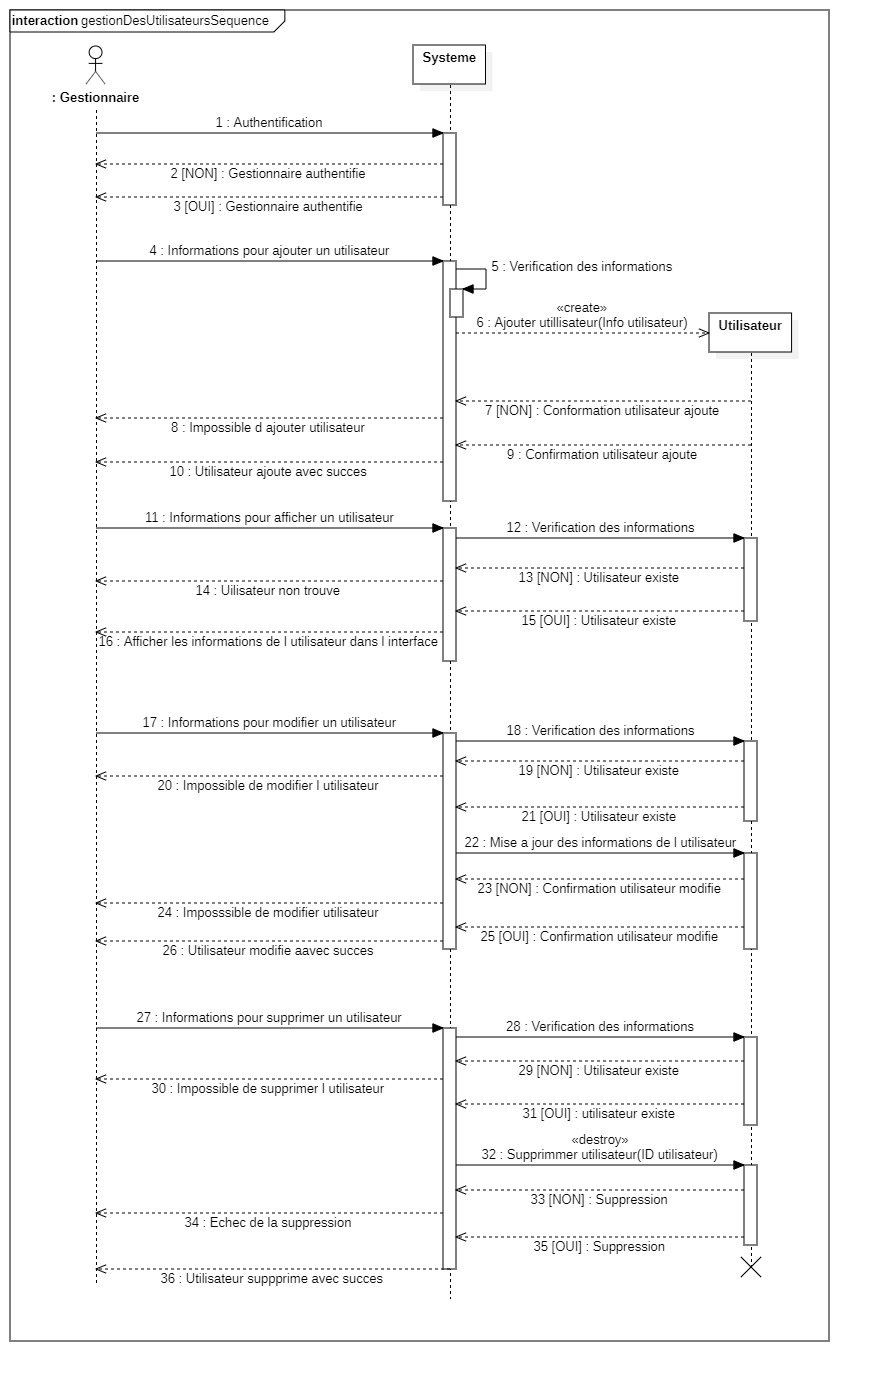 interaction gestionDesUtilisateursSequence
Systeme
: Gestionnaire
1 : Authentification
2 [NON] : Gestionnaire authentifie
3 [OUI] : Gestionnaire authentifie
4 : Informations pour ajouter un utilisateur
5 : Verification des informations
«create»
6 : Ajouter utillisateur(Info utilisateur)
Utilisateur
7 [NON] : Conformation utilisateur ajoute
8 : Impossible d ajouter utilisateur
9 : Confirmation utilisateur ajoute
10 : Utilisateur ajoute avec succes
11 : Informations pour afficher un utilisateur
12 : Verification des informations
13 [NON] : Utilisateur existe
14 : Uilisateur non trouve
15 [OUI] : Utilisateur existe
16 : Afficher les informations de l utilisateur dans l interface
17 : Informations pour modifier un utilisateur
18 : Verification des informations
19 [NON] : Utilisateur existe
20 : Impossible de modifier l utilisateur
21 [OUI] : Utilisateur existe
22 : Mise a jour des informations de l utilisateur
23 [NON] : Confirmation utilisateur modifie
24 : Imposssible de modifier utilisateur
25 [OUI] : Confirmation utilisateur modifie
26 : Utilisateur modifie aavec succes
27 : Informations pour supprimer un utilisateur
28 : Verification des informations
29 [NON] : Utilisateur existe
30 : Impossible de supprimer l utilisateur
31 [OUI] : utilisateur existe
«destroy»
32 : Supprimmer utilisateur(ID utilisateur)
33 [NON] : Suppression
34 : Echec de la suppression
35 [OUI] : Suppression
36 : Utilisateur suppprime avec succes